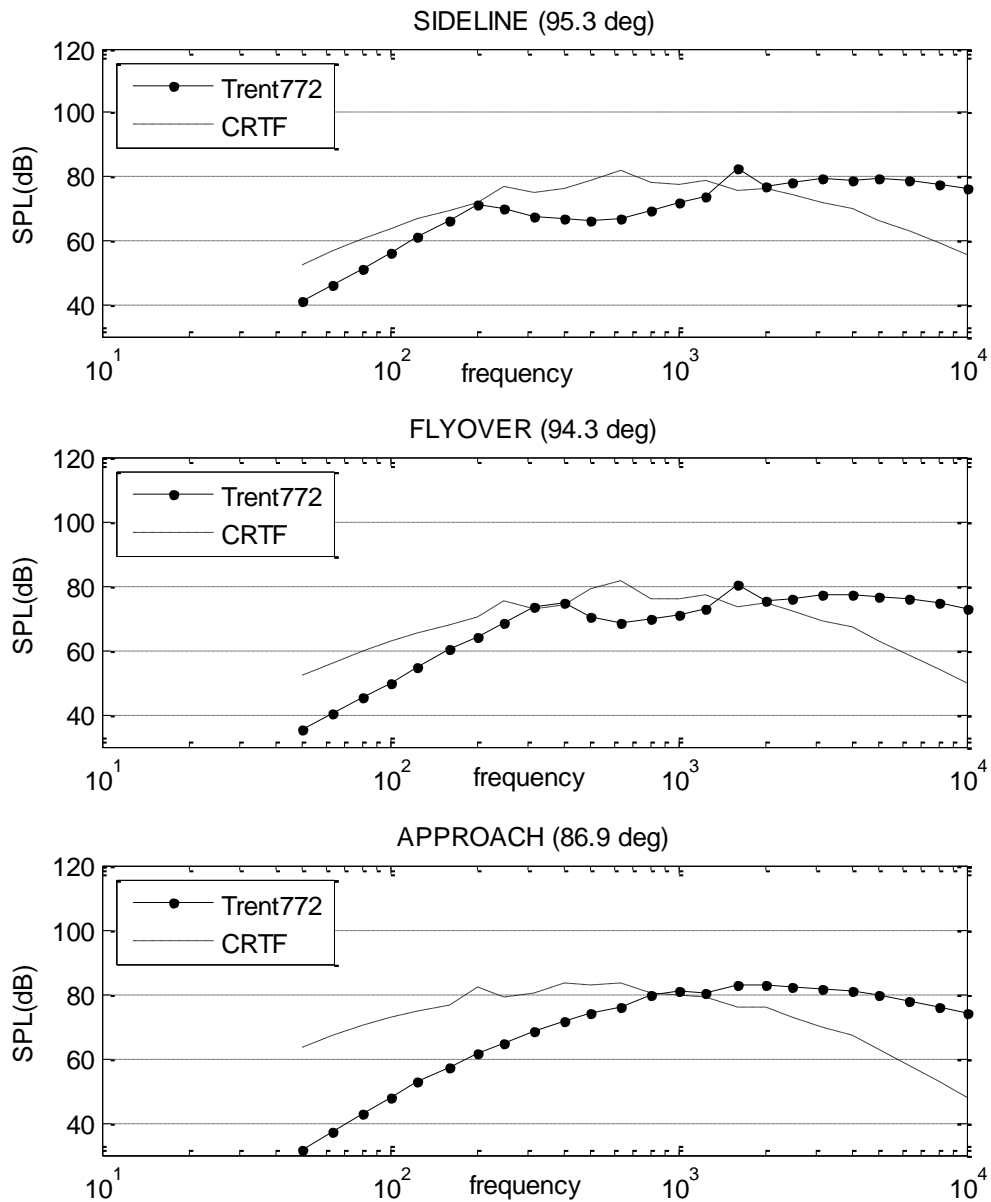 SIDELINE (95.3 deg)
120
100
80
60
40
SPL(dB)
Trent772
CRTF
10^1
10^2
10^3
10^4
frequency
FLYOVER (94.3 deg)
120
100
80
60
40
SPL(dB)
Trent772
CRTF
10^1
10^2
10^3
10^4
frequency
APPROACH (86.9 deg)
120
100
80
60
40
SPL(dB)
Trent772
CRTF
10^1
10^2
10^3
10^4
frequency